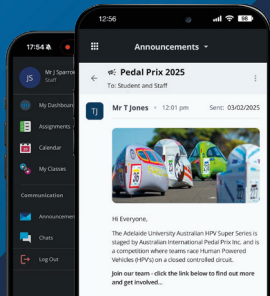 17:54
JS
Mr J Sparrow
Staff
My Dashboar
Assignments
Calendar
My Classes
Communication
Announcemen
Chats
Log Out
12:56
98
Announcements
Pedal Prix 2025
To: Student and Staff
TJ
Mr T Jones • 12:01 pm
Sent: 03/02/2025
Hi Everyone,
The Adelaide University Australian HPV Super Series is
staged by Australian International Pedal Prix Inc. and is
a competition where teams race Human Powered
Vehicles (HPV's) on a closed controlled circuit.
Join our team - click the link below to find out more
and get involved...